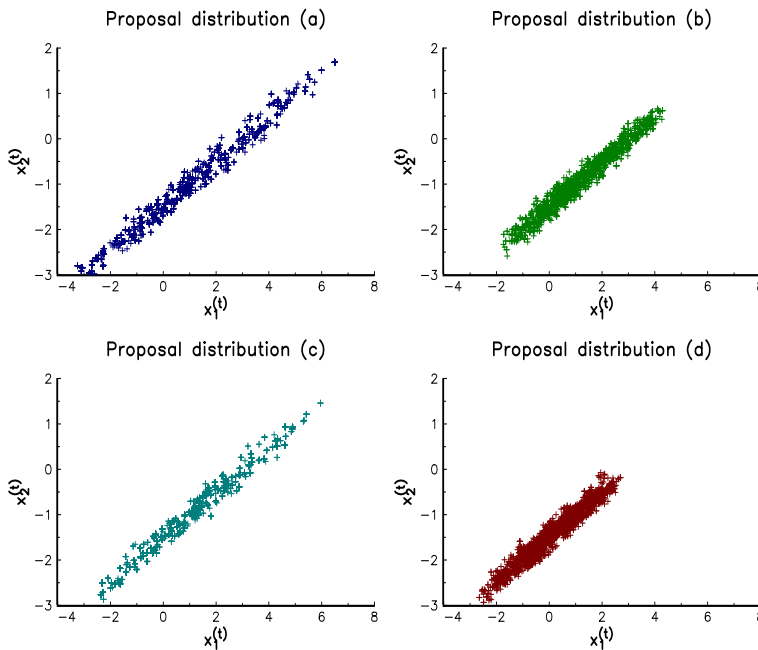 Proposal distribution (a)
2
1
0
−1
−2
−3
x₂⁽ᵗ⁾
−4 −2 0 2 4 6 8
x₁⁽ᵗ⁾
Proposal distribution (b)
2
1
0
−1
−2
−3
x₂⁽ᵗ⁾
−4 −2 0 2 4 6 8
x₁⁽ᵗ⁾
Proposal distribution (c)
2
1
0
−1
−2
−3
x₂⁽ᵗ⁾
−4 −2 0 2 4 6 8
x₁⁽ᵗ⁾
Proposal distribution (d)
2
1
0
−1
−2
−3
x₂⁽ᵗ⁾
−4 −2 0 2 4 6 8
x₁⁽ᵗ⁾